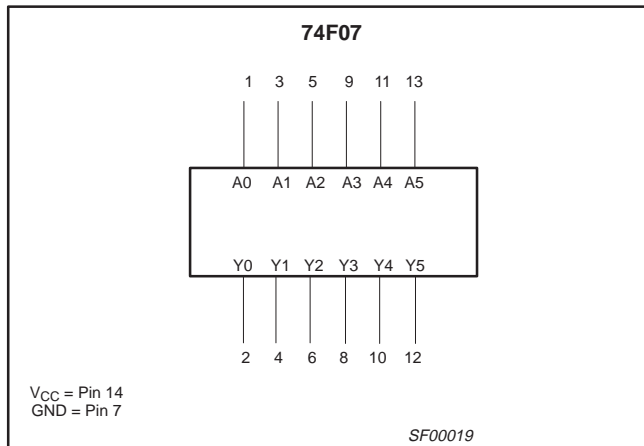 74F07
1 3 5 9 11 13
A0 A1 A2 A3 A4 A5
Y0 Y1 Y2 Y3 Y4 Y5
2 4 6 8 10 12
VCC = Pin 14
GND = Pin 7
SF00019